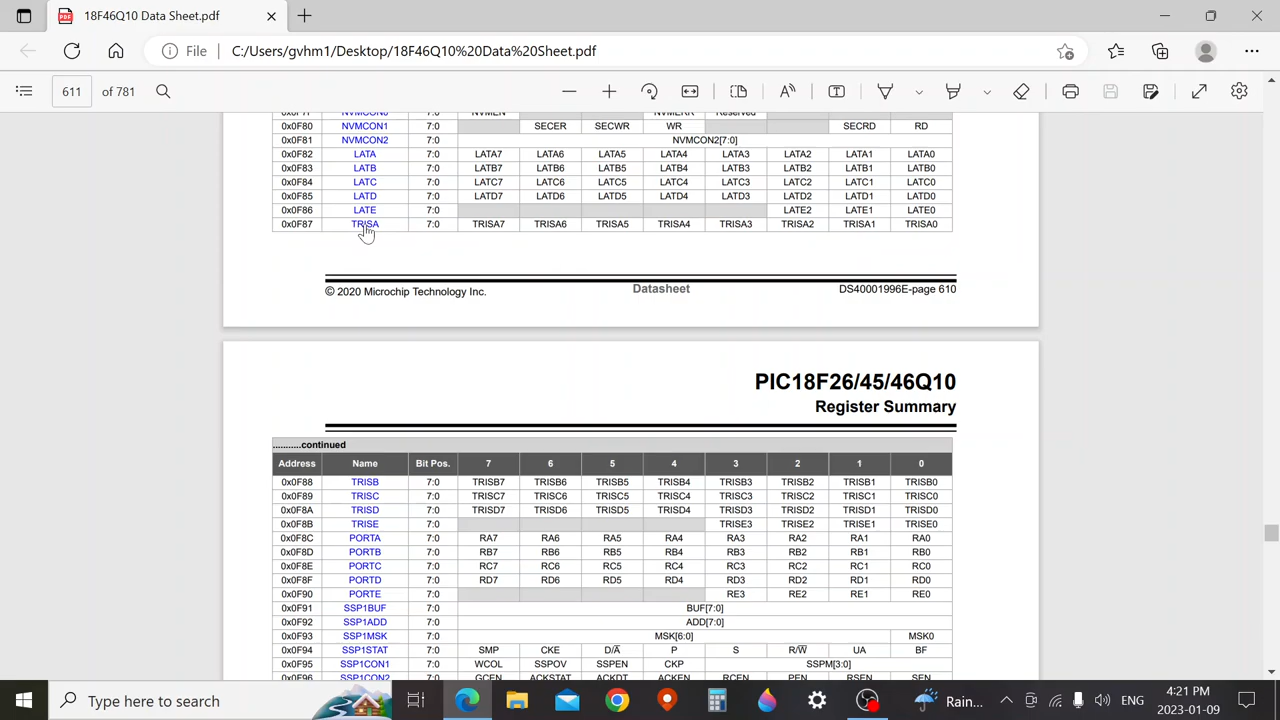 18F46Q10 Data Sheet.pdf
File C:/Users/gvhm1/Desktop/18F46Q10%20Data%20Sheet.pdf
611 of 781
0x0F80 NVMCON1 7:0 SECER SECWR WR SECRD RD
0x0F81 NVMCON2 7:0 NVMCON2[7:0]
0x0F82 LATA 7:0 LATA7 LATA6 LATA5 LATA4 LATA3 LATA2 LATA1 LATA0
0x0F83 LATB 7:0 LATB7 LATB6 LATB5 LATB4 LATB3 LATB2 LATB1 LATB0
0x0F84 LATC 7:0 LATC7 LATC6 LATC5 LATC4 LATC3 LATC2 LATC1 LATC0
0x0F85 LATD 7:0 LATD7 LATD6 LATD5 LATD4 LATD3 LATD2 LATD1 LATD0
0x0F86 LATE 7:0 LATE2 LATE1 LATE0
0x0F87 TRISA 7:0 TRISA7 TRISA6 TRISA5 TRISA4 TRISA3 TRISA2 TRISA1 TRISA0
© 2020 Microchip Technology Inc. Datasheet DS40001996E-page 610
PIC18F26/45/46Q10
Register Summary
...........continued
Address Name Bit Pos. 7 6 5 4 3 2 1 0
0x0F88 TRISB 7:0 TRISB7 TRISB6 TRISB5 TRISB4 TRISB3 TRISB2 TRISB1 TRISB0
0x0F89 TRISC 7:0 TRISC7 TRISC6 TRISC5 TRISC4 TRISC3 TRISC2 TRISC1 TRISC0
0x0F8A TRISD 7:0 TRISD7 TRISD6 TRISD5 TRISD4 TRISD3 TRISD2 TRISD1 TRISD0
0x0F8B TRISE 7:0 TRISE3 TRISE2 TRISE1 TRISE0
0x0F8C PORTA 7:0 RA7 RA6 RA5 RA4 RA3 RA2 RA1 RA0
0x0F8D PORTB 7:0 RB7 RB6 RB5 RB4 RB3 RB2 RB1 RB0
0x0F8E PORTC 7:0 RC7 RC6 RC5 RC4 RC3 RC2 RC1 RC0
0x0F8F PORTD 7:0 RD7 RD6 RD5 RD4 RD3 RD2 RD1 RD0
0x0F90 PORTE 7:0 RE3 RE2 RE1 RE0
0x0F91 SSP1BUF 7:0 BUF[7:0]
0x0F92 SSP1ADD 7:0 ADD[7:0]
0x0F93 SSP1MSK 7:0 MSK[6:0] MSK0
0x0F94 SSP1STAT 7:0 SMP CKE D/A P S R/W UA BF
0x0F95 SSP1CON1 7:0 WCOL SSPOV SSPEN CKP SSPM[3:0]
0x0F96 SSP1CON2 7:0 GCEN ACKSTAT ACKDT ACKEN RCEN PEN RSEN SEN
Type here to search Rain... ENG 4:21 PM
2023-01-09